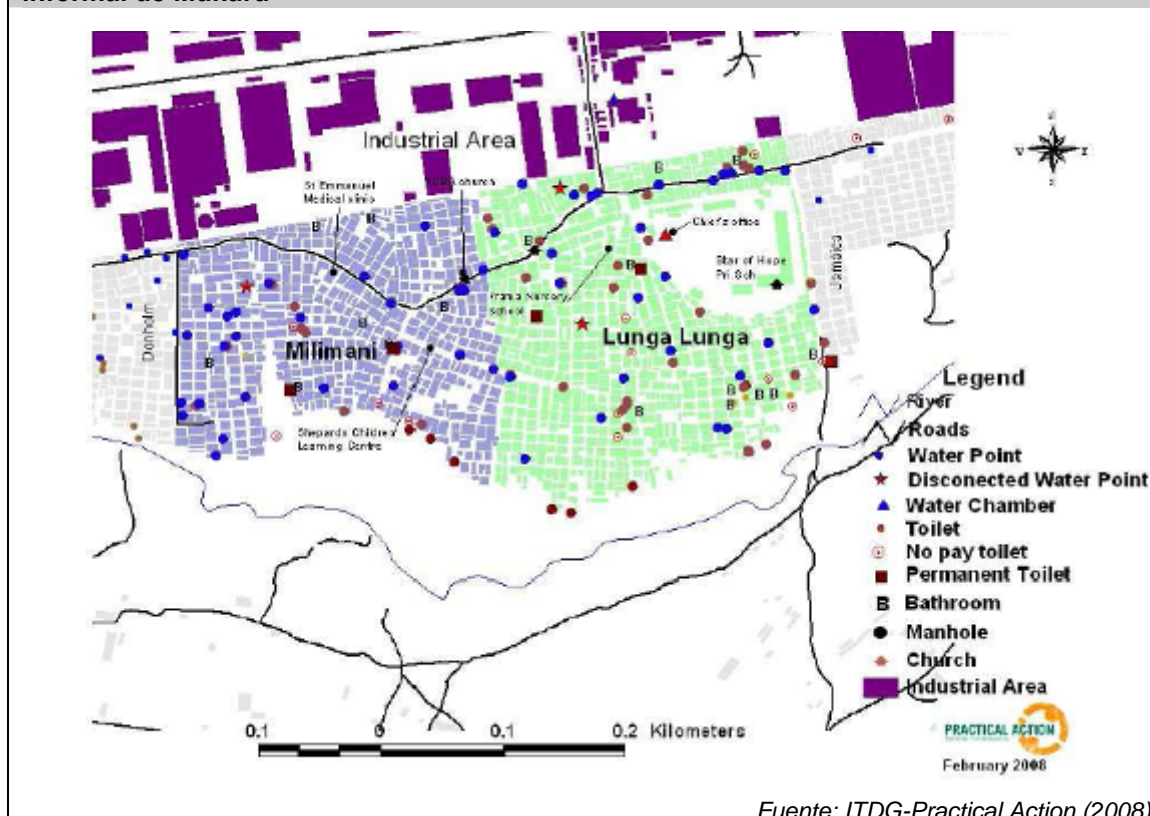 Informal de Mukuru
Industrial Area
St Emmanuel
Medical clinic
church
B
B
B
B
Chief's office
B
Star of Hope
Pri. Sch
B
B
Nursery
school
Jamaica
Donholm
B
Milimani
B
Lunga Lunga
B
B
B
B
B
B
B
Shepards Children
Learning Centre
Legend
River
Roads
Water Point
Disconected Water Point
Water Chamber
Toilet
No pay toilet
Permanent Toilet
B Bathroom
Manhole
Church
Industrial Area
0.1 0 0.1 0.2 Kilometers
PRACTICAL ACTION
February 2008
Fuente: ITDG-Practical Action (2008)